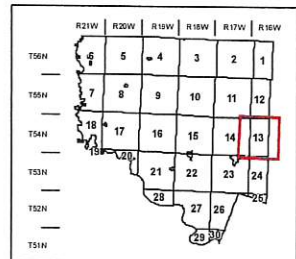 R21W R20W R19W R18W R17W R16W
T56N 6 5 4 3 2 1
T55N 7 8 9 10 11 12
T54N 18 17 16 15 14 13
19 20
T53N 21 22 23 24
28 25
T52N 27 26
29 30
T51N